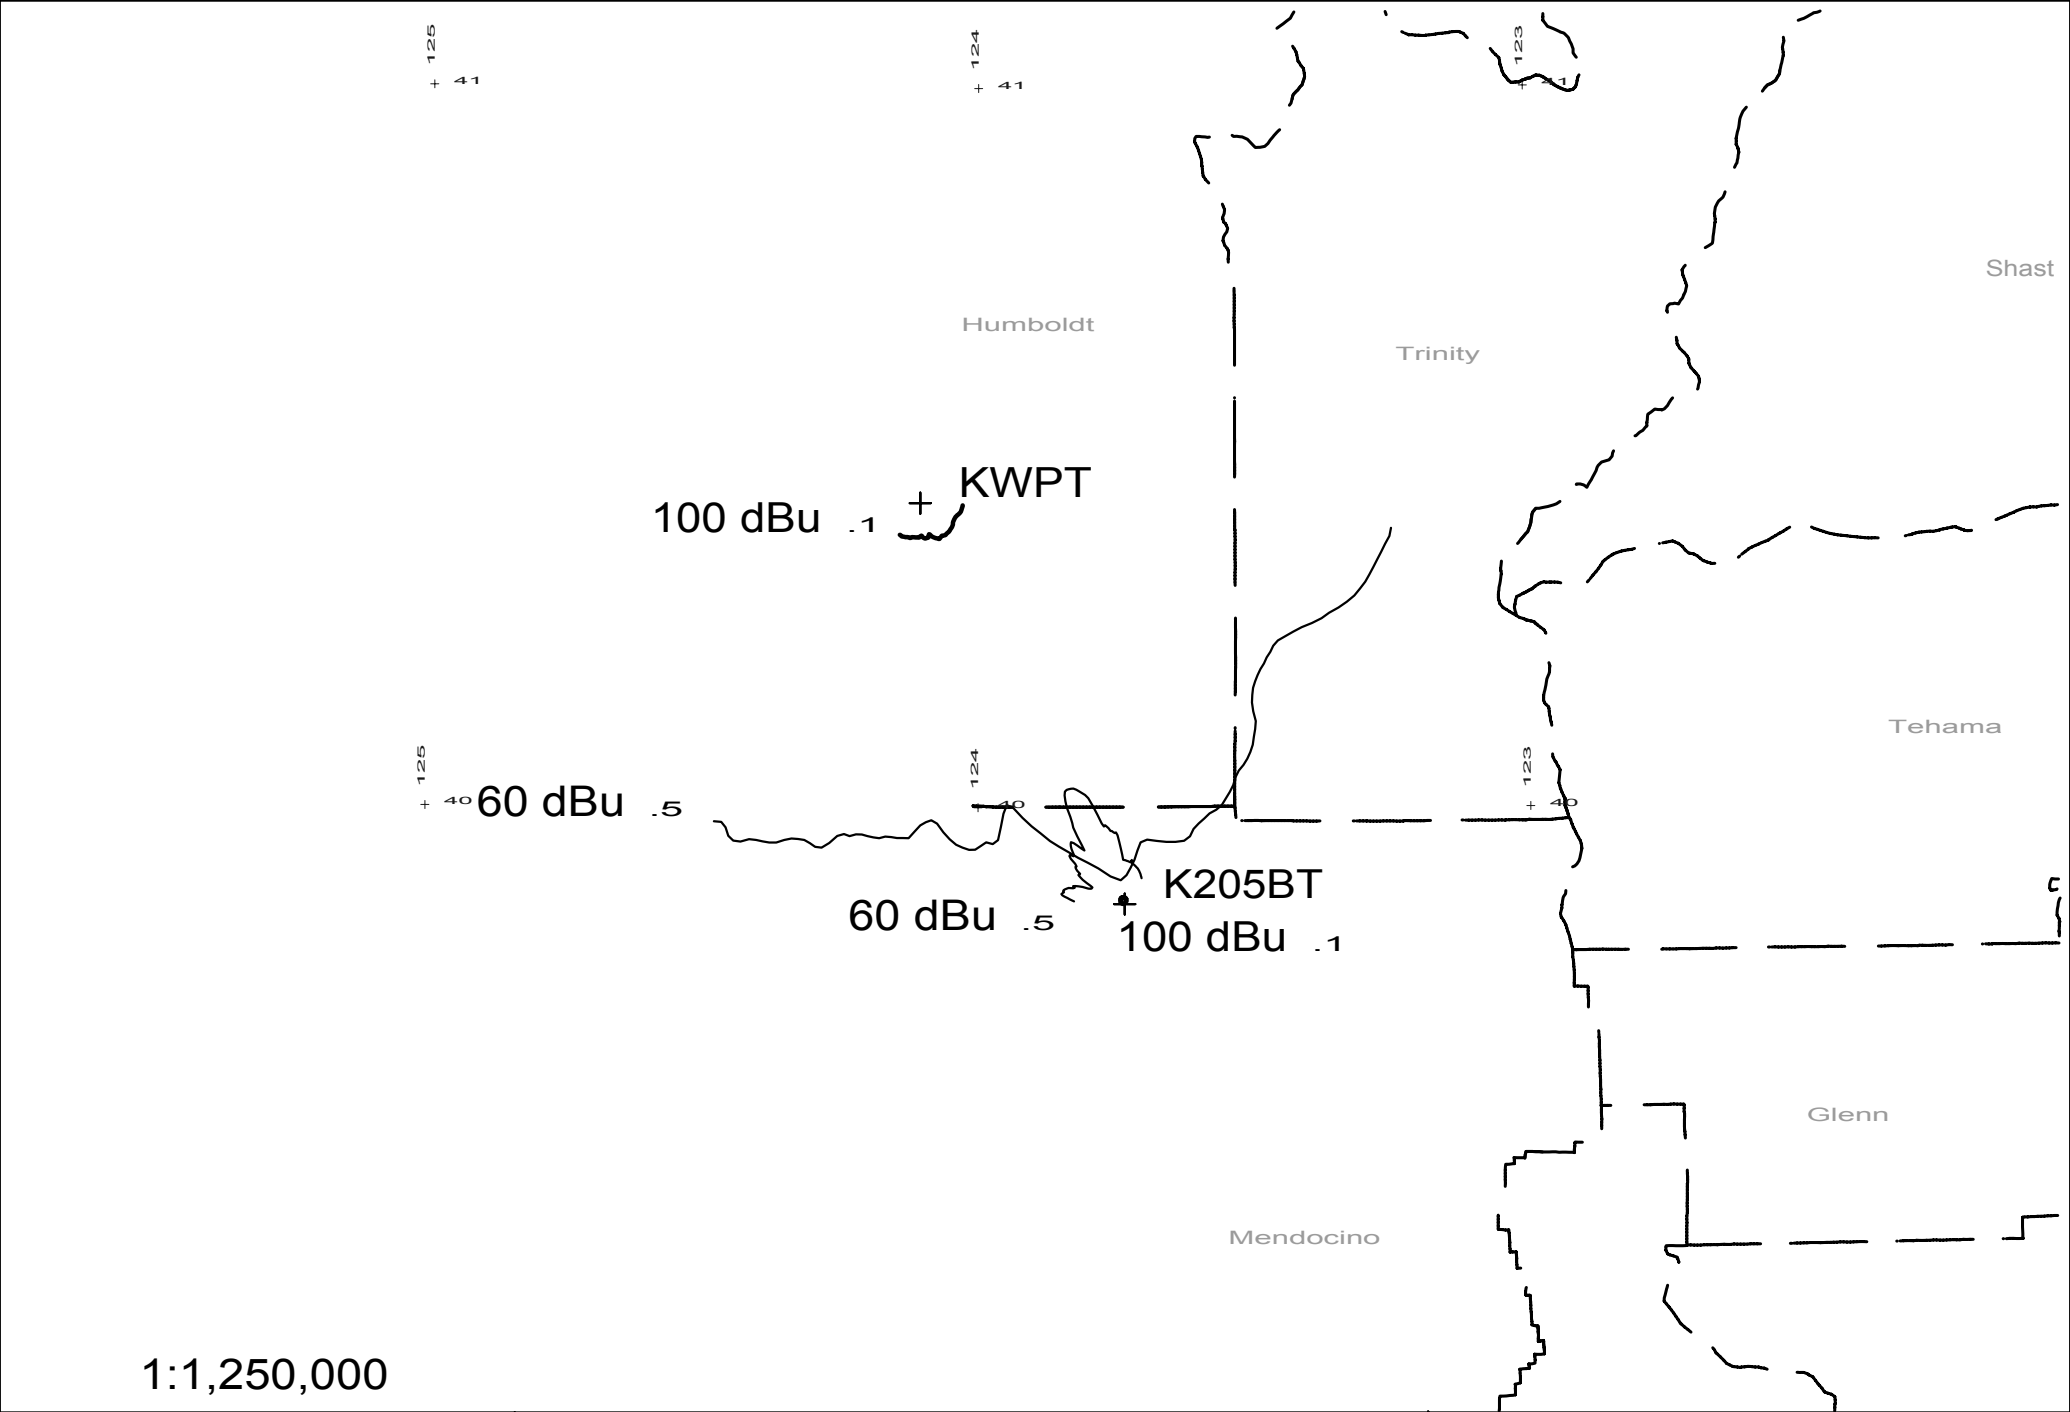 125
+ 41
124
+ 41
123
+ 41
Shast
Humboldt
Trinity
KWPT
100 dBu .1
Tehama
125
+ 40
124
+ 40
123
+ 40
60 dBu .5
K205BT
60 dBu .5
100 dBu .1
Glenn
Mendocino
1:1,250,000